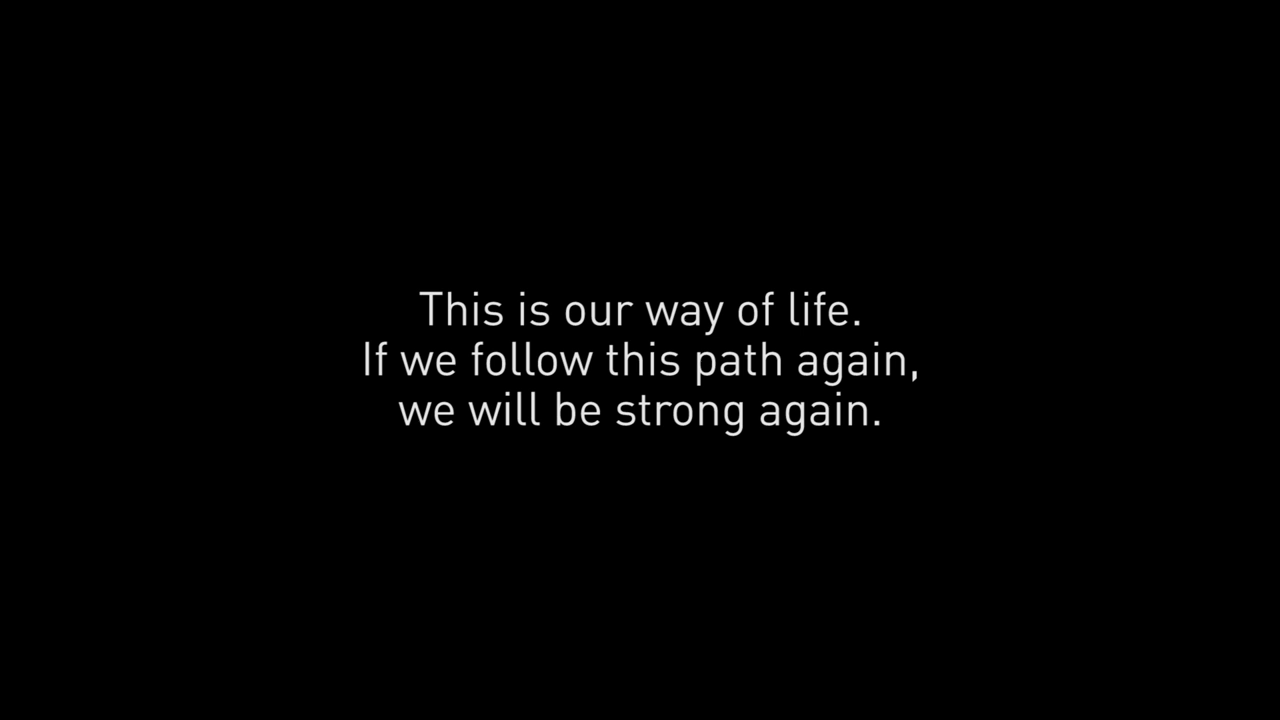 This is our way of life.
If we follow this path again,
we will be strong again.